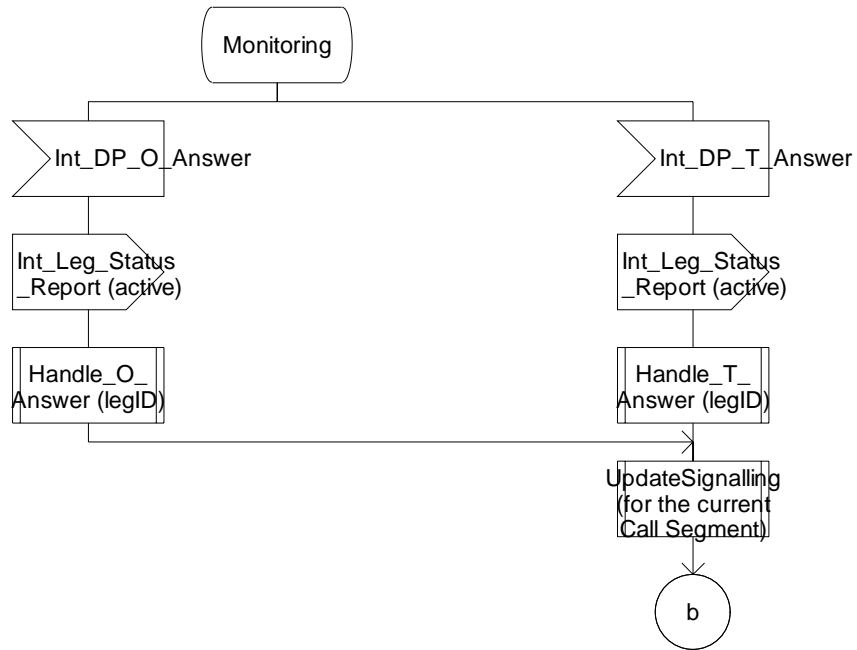 Monitoring
Int_DP_O_Answer
Int_DP_T_Answer
Int_Leg_Status
_Report (active)
Int_Leg_Status
_Report (active)
Handle_O_
Answer (legID)
Handle_T_
Answer (legID)
UpdateSignalling
(for the current
Call Segment)
b